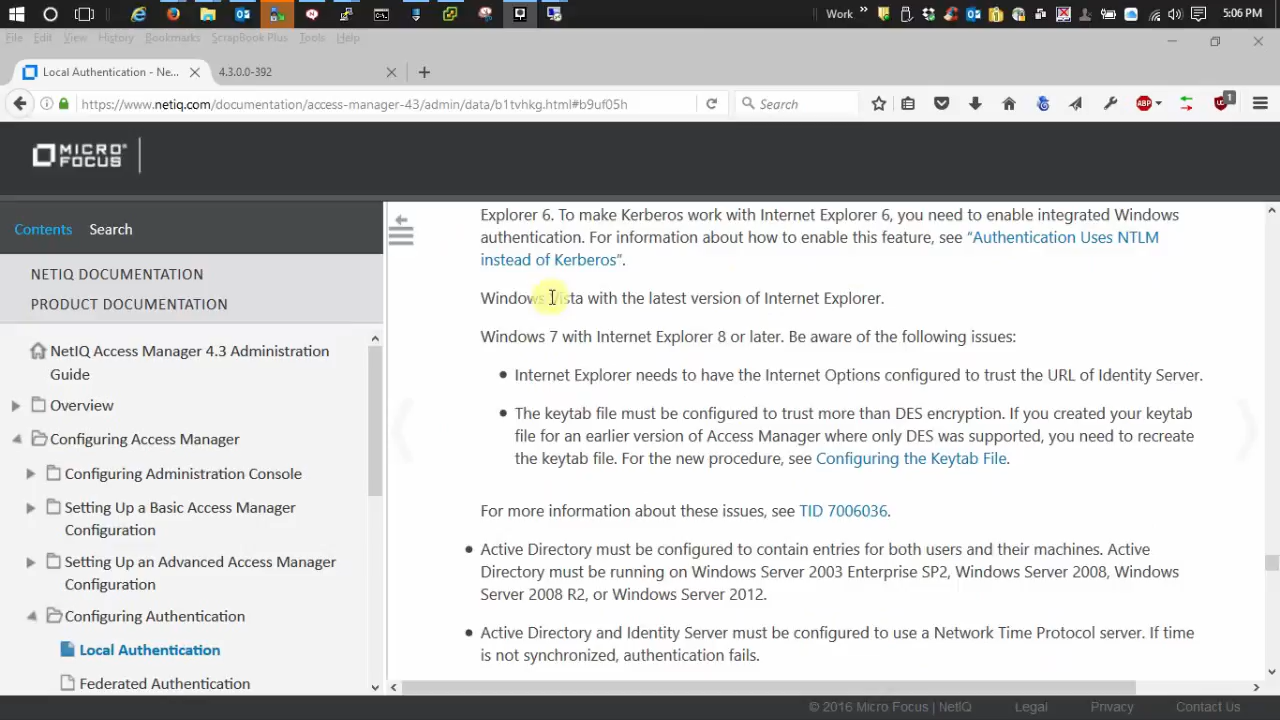 Work
5:06 PM
File Edit View History Bookmarks ScrapBook Plus Tools Help
Local Authentication - Ne...
4.3.0.0-392
https://www.netiq.com/documentation/access-manager-43/admin/data/b1tvhkg.html#b9uf05h
Search
ABP
1
MICRO
FOCUS
Contents Search
NETIQ DOCUMENTATION
PRODUCT DOCUMENTATION
NetIQ Access Manager 4.3 Administration
Guide
Overview
Configuring Access Manager
Configuring Administration Console
Setting Up a Basic Access Manager
Configuration
Setting Up an Advanced Access Manager
Configuration
Configuring Authentication
Local Authentication
Federated Authentication
Explorer 6. To make Kerberos work with Internet Explorer 6, you need to enable integrated Windows
authentication. For information about how to enable this feature, see “Authentication Uses NTLM
instead of Kerberos”.
Windows Vista with the latest version of Internet Explorer.
Windows 7 with Internet Explorer 8 or later. Be aware of the following issues:
• Internet Explorer needs to have the Internet Options configured to trust the URL of Identity Server.
• The keytab file must be configured to trust more than DES encryption. If you created your keytab
file for an earlier version of Access Manager where only DES was supported, you need to recreate
the keytab file. For the new procedure, see Configuring the Keytab File.
For more information about these issues, see TID 7006036.
• Active Directory must be configured to contain entries for both users and their machines. Active
Directory must be running on Windows Server 2003 Enterprise SP2, Windows Server 2008, Windows
Server 2008 R2, or Windows Server 2012.
• Active Directory and Identity Server must be configured to use a Network Time Protocol server. If time
is not synchronized, authentication fails.
© 2016 Micro Focus | NetIQ Legal Privacy Contact Us